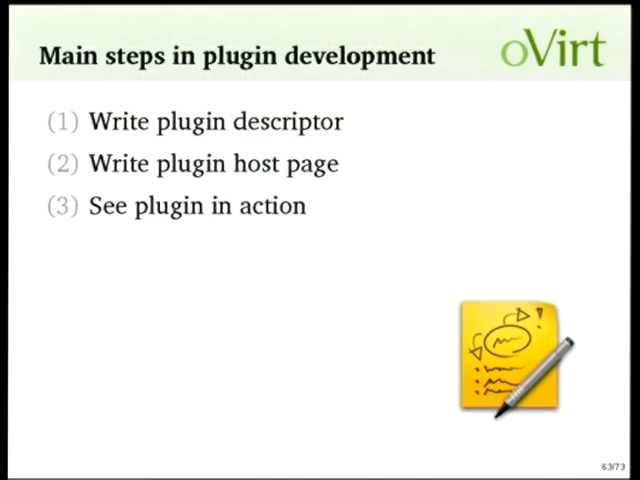 Main steps in plugin development
oVirt
(1) Write plugin descriptor
(2) Write plugin host page
(3) See plugin in action
63/73